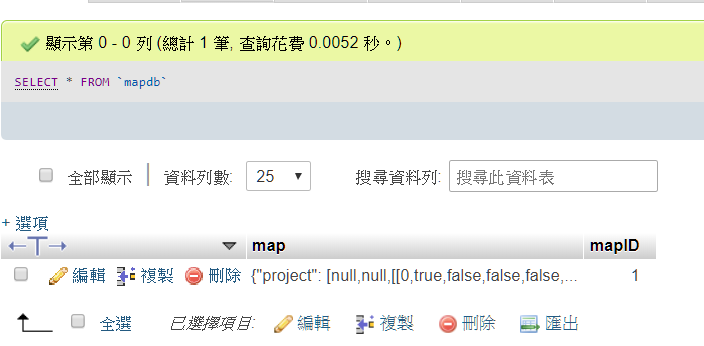 顯示第 0 - 0 列 (總計 1 筆, 查詢花費 0.0052 秒。)
SELECT * FROM `mapdb`
全部顯示 資料列數: 25 搜尋資料列: 搜尋此資料表
+ 選項
←T→ map mapID
編輯 複製 刪除 {"project": [null,null,[[0,true,false,false,false,... 1
全選 已選擇項目: 編輯 複製 刪除 匯出